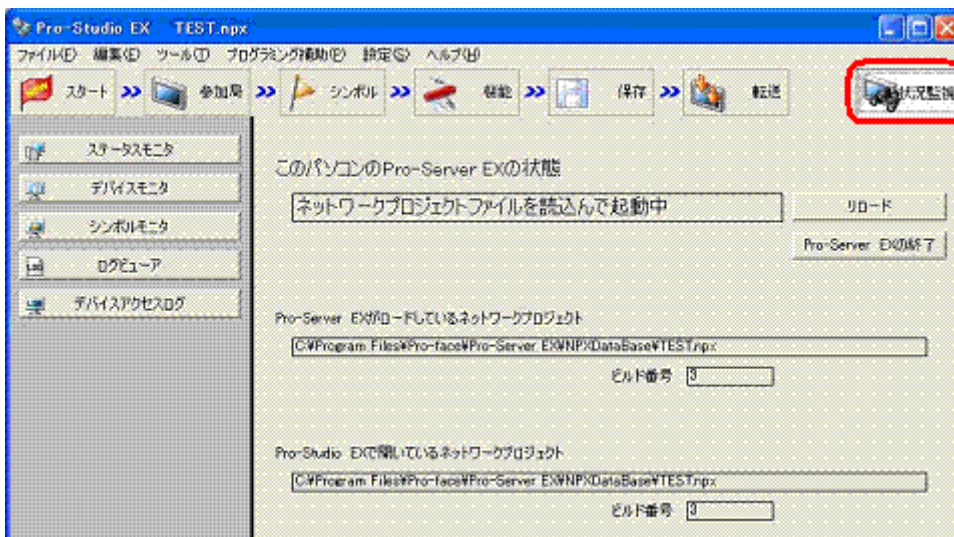 Pro-Studio EX TEST.npx
ファイル(F) 編集(E) ツール(T) プログラミング補助(P) 設定(S) ヘルプ(H)
スタート 参加局 シンボル 機能 保存 転送 状況監視
ステータスモニタ
デバイスモニタ
シンボルモニタ
ログビューア
デバイスアクセスログ
このパソコンのPro-Server EXの状態
ネットワークプロジェクトファイルを読込んで起動中
リロード
Pro-Server EXの終了
Pro-Server EXがロードしているネットワークプロジェクト
C:¥Program Files¥Pro-face¥Pro-Server EX¥NPXDataBase¥TEST.npx
ビルド番号 3
Pro-Studio EXで開いているネットワークプロジェクト
C:¥Program Files¥Pro-face¥Pro-Server EX¥NPXDataBase¥TEST.npx
ビルド番号 3